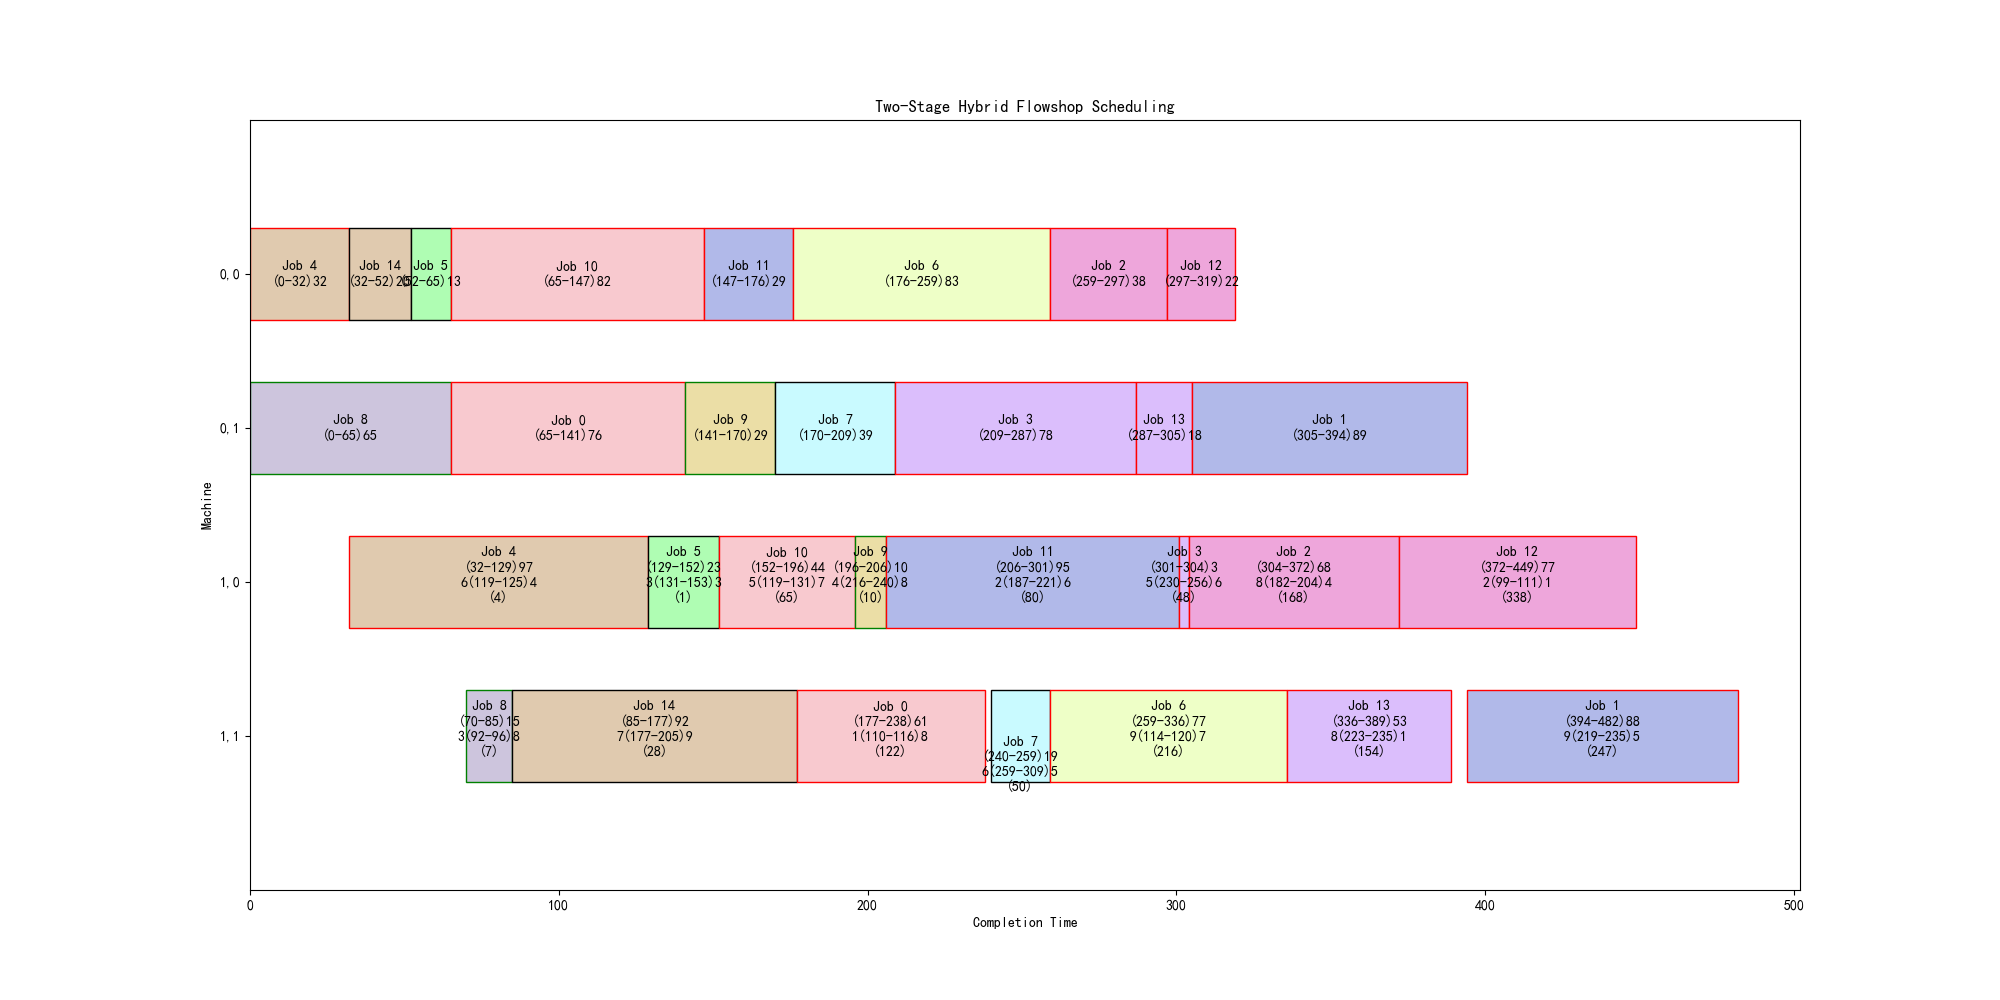 Two-Stage Hybrid Flowshop Scheduling
0,0
Job 4
(0-32)32
Job 14
(32-52)20
Job 5
(52-65)13
Job 10
(65-147)82
Job 11
(147-176)29
Job 6
(176-259)83
Job 2
(259-297)38
Job 12
(297-319)22
0,1
Job 8
(0-65)65
Job 0
(65-141)76
Job 9
(141-170)29
Job 7
(170-209)39
Job 3
(209-287)78
Job 13
(287-305)18
Job 1
(305-394)89
Machine
1,0
Job 4
(32-129)97
6(119-125)4
(4)
Job 5
(129-152)23
3(131-153)3
(1)
Job 10
(152-196)44
5(119-131)7
(65)
Job 9
(196-206)10
4(216-240)8
(10)
Job 11
(206-301)95
2(187-221)6
(80)
Job 3
(301-304)3
5(230-256)6
(48)
Job 2
(304-372)68
8(182-204)4
(168)
Job 12
(372-449)77
2(99-111)1
(338)
1,1
Job 8
(70-85)15
3(92-96)8
(7)
Job 14
(85-177)92
7(177-205)9
(28)
Job 0
(177-238)61
1(110-116)8
(122)
Job 7
(240-259)19
6(259-309)5
(50)
Job 6
(259-336)77
9(114-120)7
(216)
Job 13
(336-389)53
8(223-235)1
(154)
Job 1
(394-482)88
9(219-235)5
(247)
0
100
200
300
400
500
Completion Time